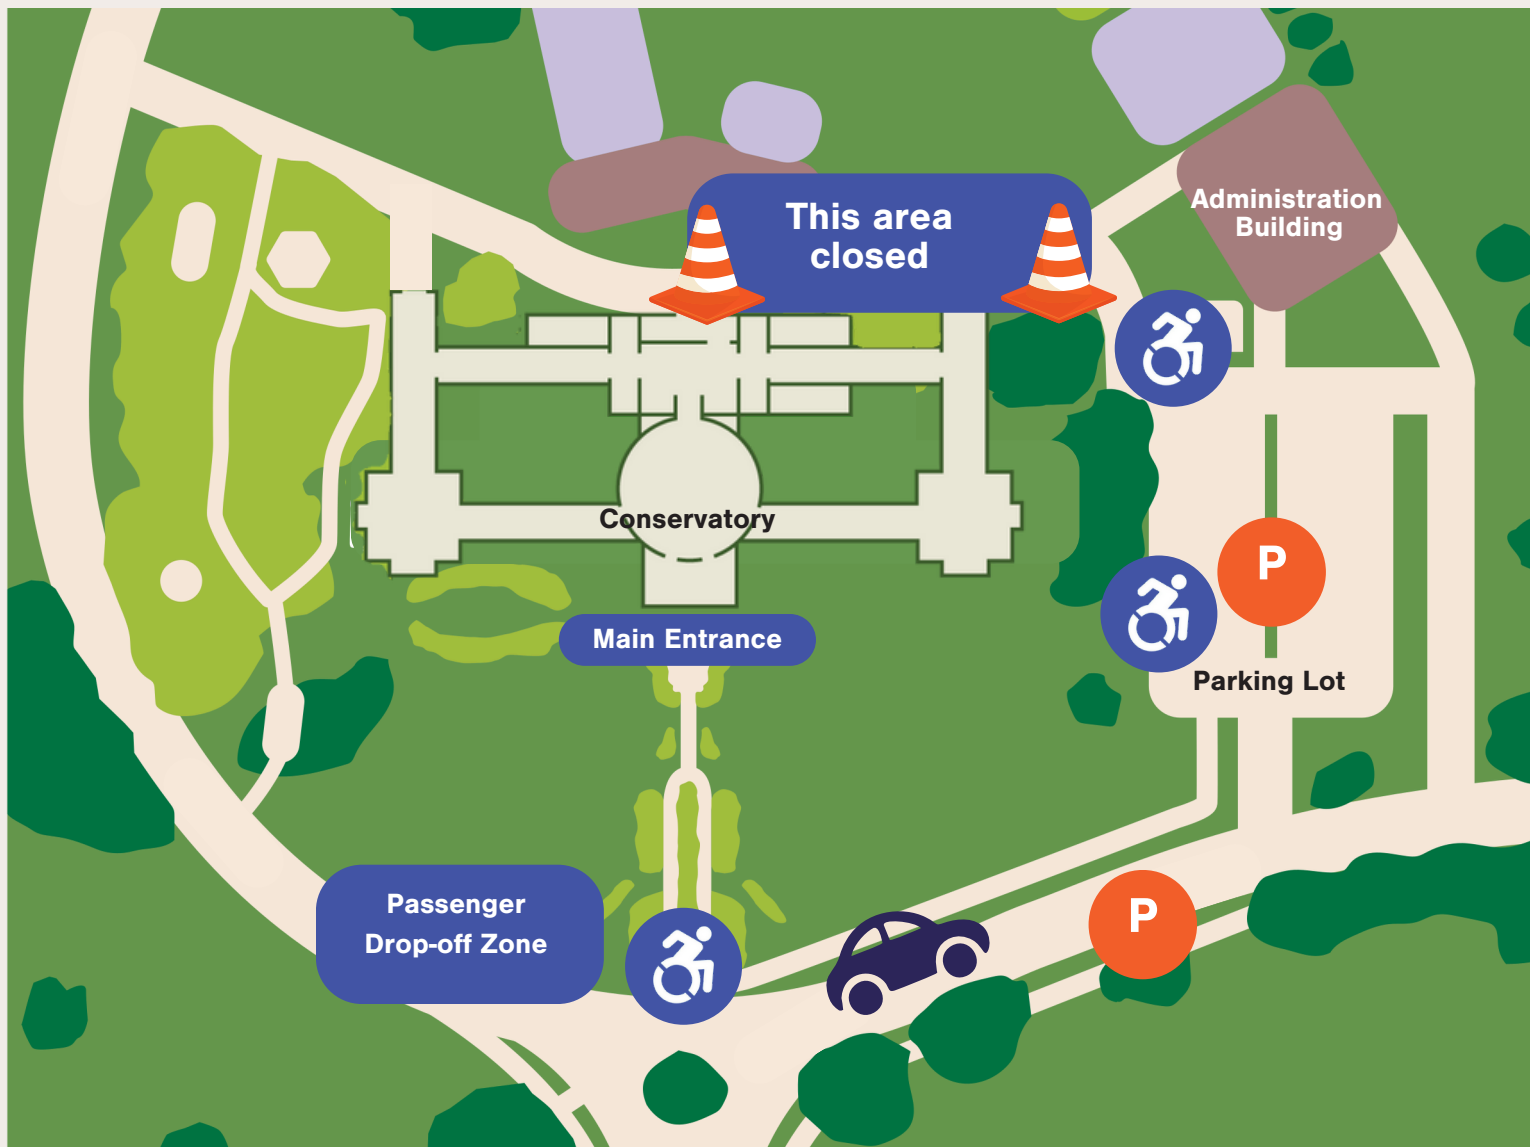 This area
closed
Administration
Building
Conservatory
P
Main Entrance
Parking Lot
Passenger
Drop-off Zone
P